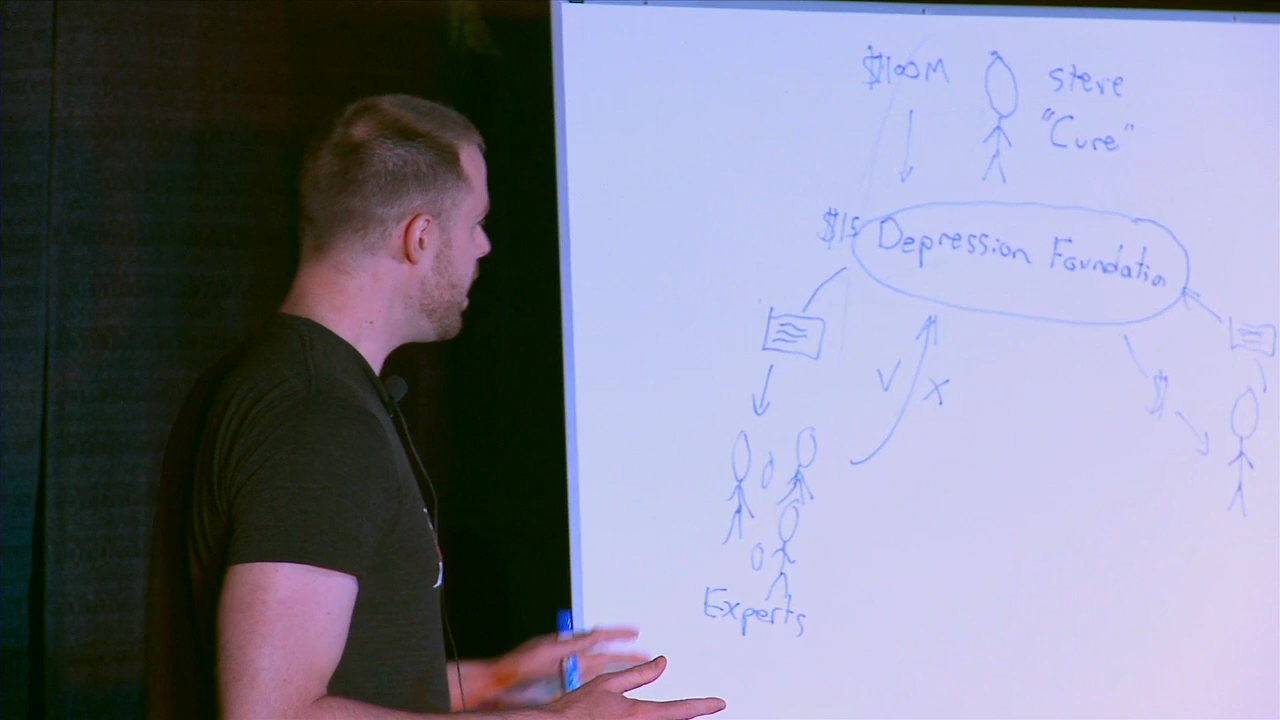 $100M
Steve
"Cure"
$1S
Depression Foundation
V
X
$
Experts